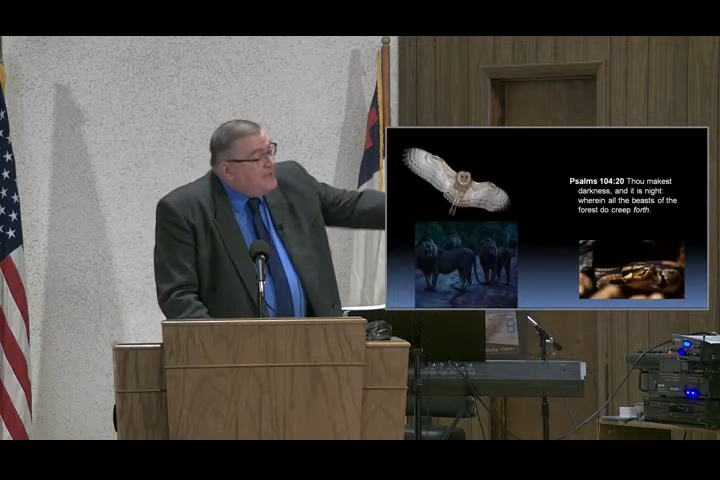 Psalms 104:20 Thou makest
darkness, and it is night:
wherein all the beasts of the
forest do creep forth.